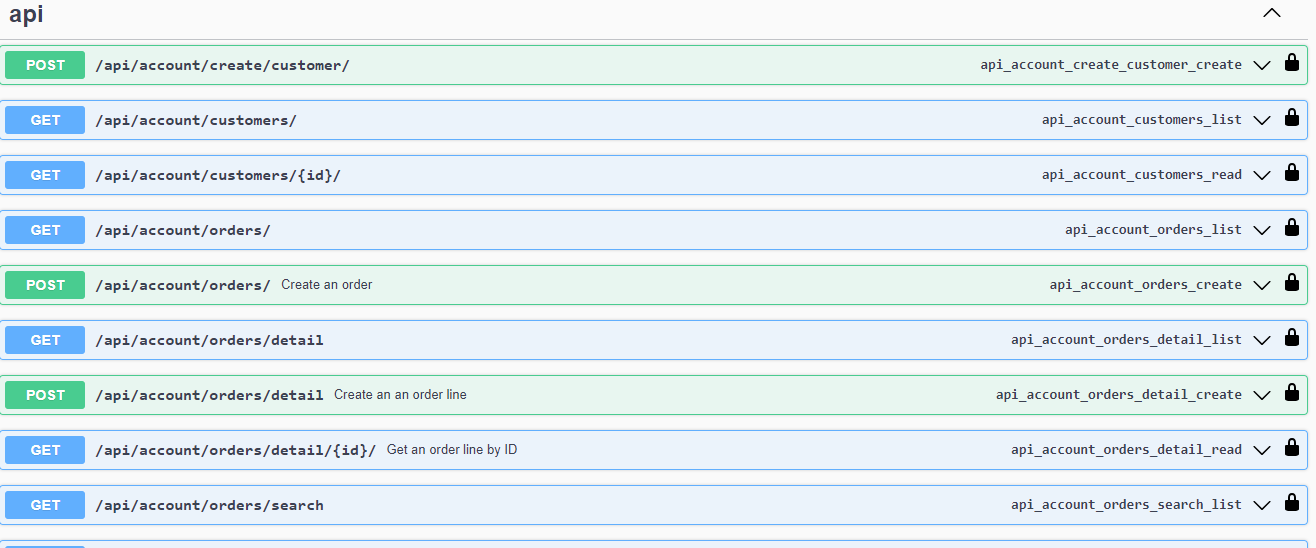 api
POST /api/account/create/customer/ api_account_create_customer_create
GET /api/account/customers/ api_account_customers_list
GET /api/account/customers/{id}/ api_account_customers_read
GET /api/account/orders/ api_account_orders_list
POST /api/account/orders/ Create an order api_account_orders_create
GET /api/account/orders/detail api_account_orders_detail_list
POST /api/account/orders/detail Create an an order line api_account_orders_detail_create
GET /api/account/orders/detail/{id}/ Get an order line by ID api_account_orders_detail_read
GET /api/account/orders/search api_account_orders_search_list